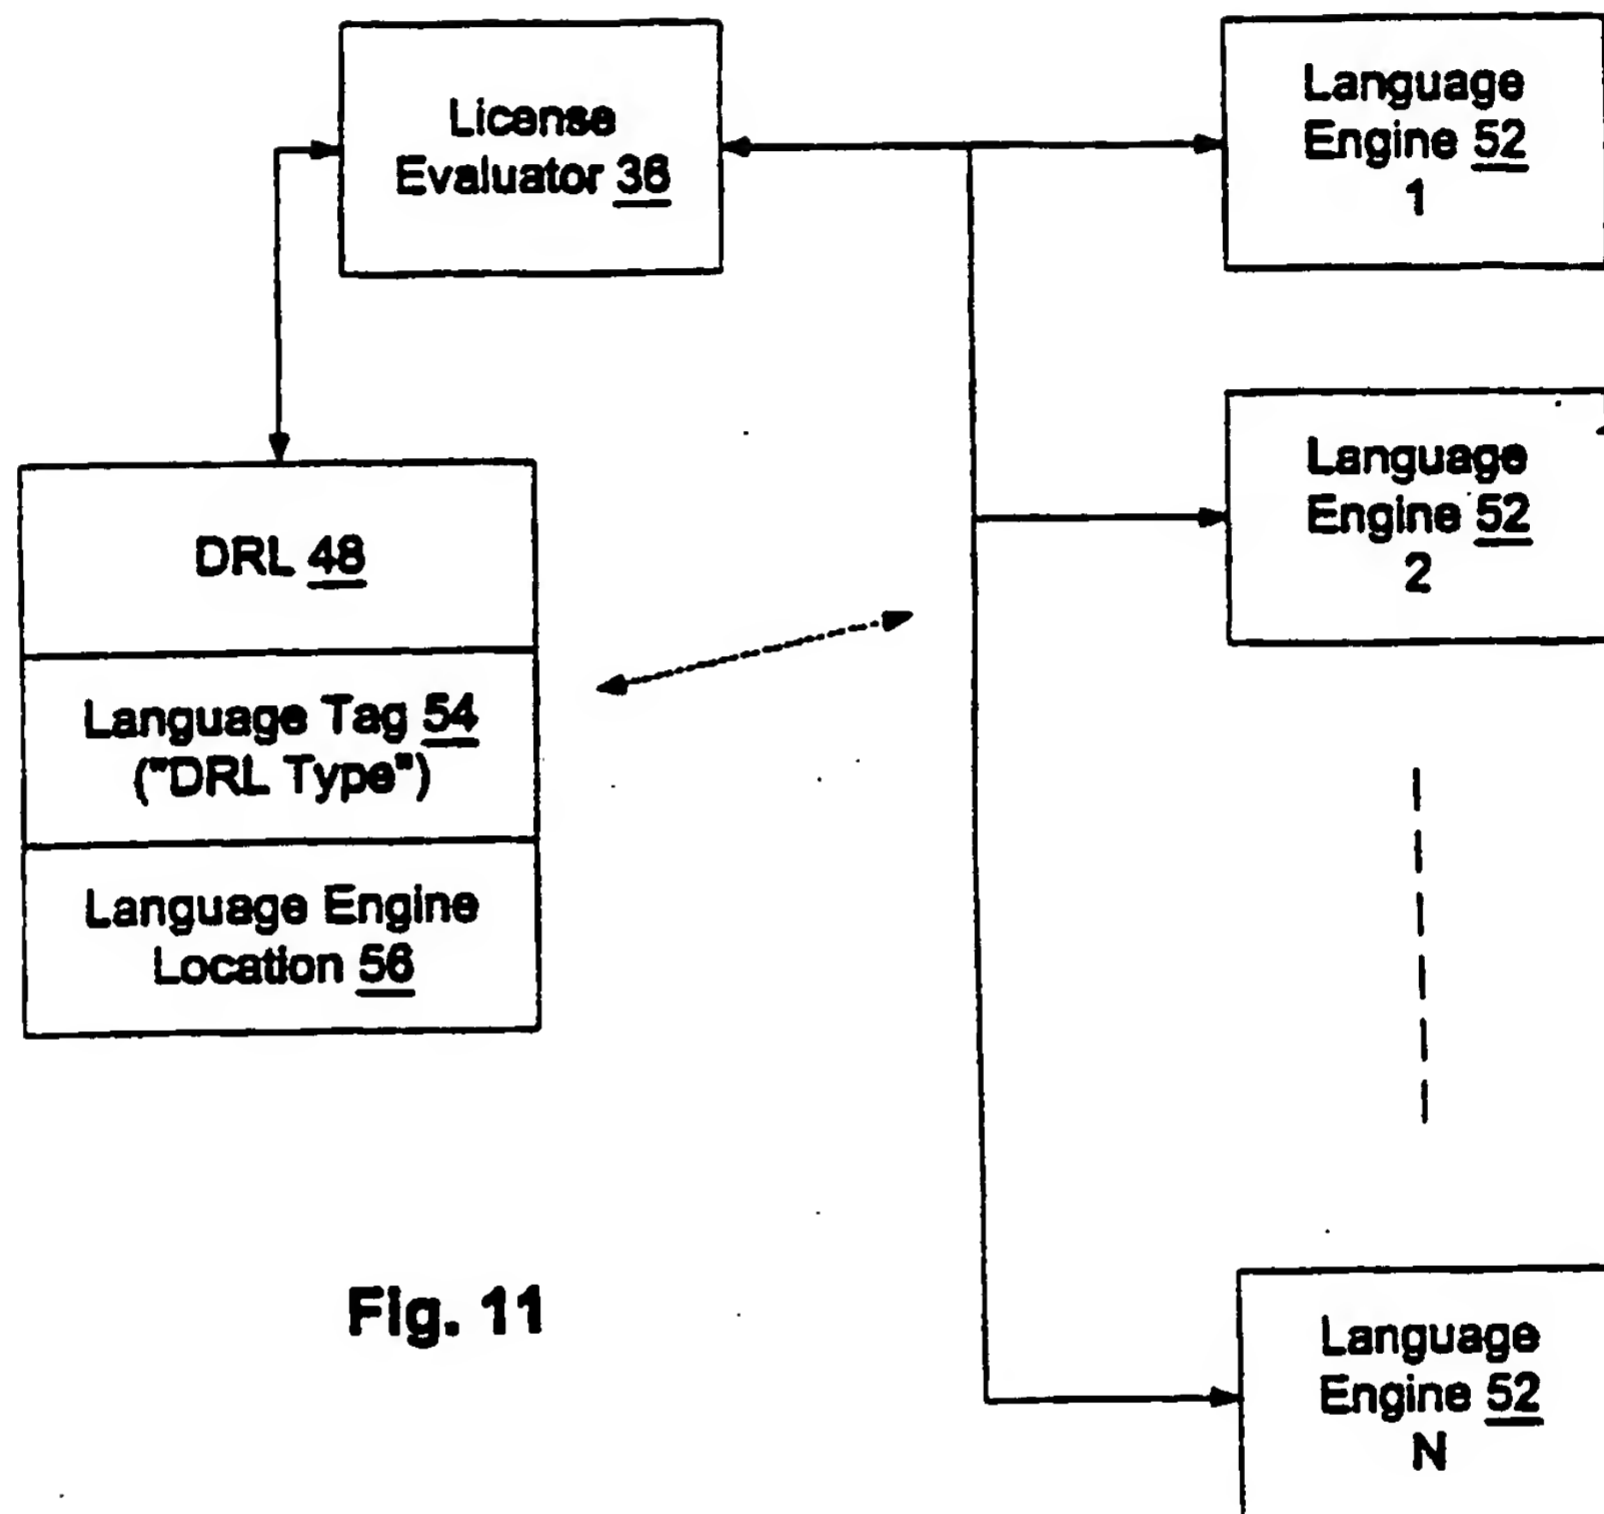 License
Evaluator 36
Language
Engine 52
1
Language
Engine 52
2
DRL 48
Language Tag 54
("DRL Type")
Language Engine
Location 56
Language
Engine 52
N
Fig. 11